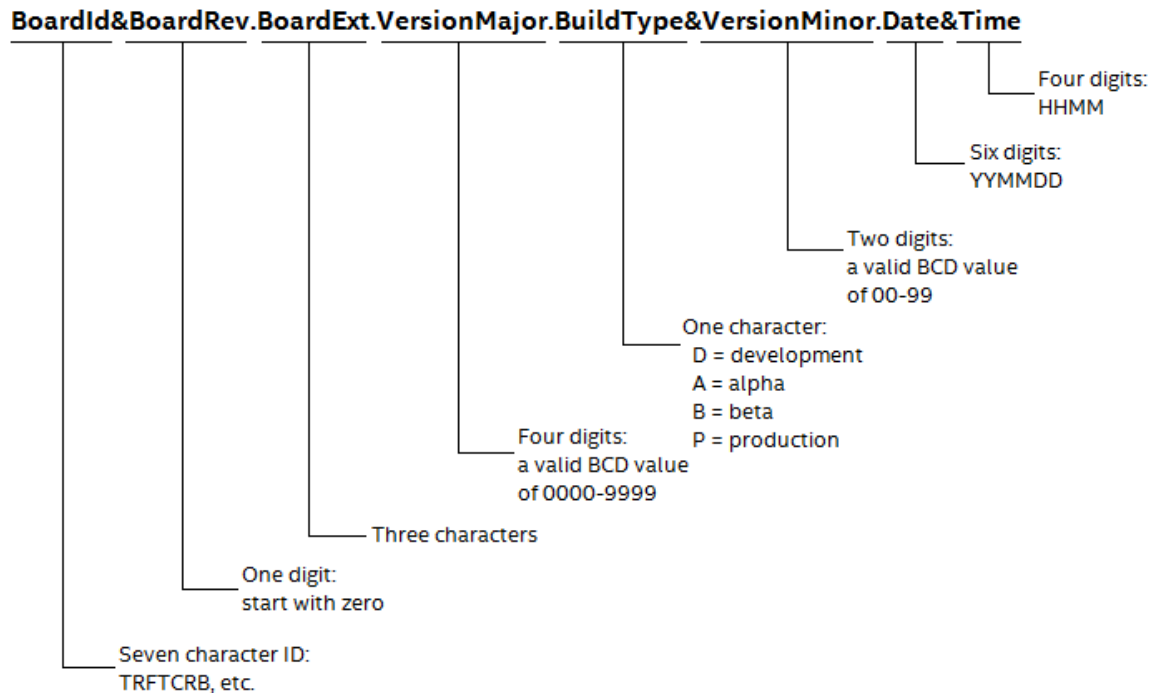 BoardId&BoardRev.BoardExt.VersionMajor.BuildType&VersionMinor.Date&Time
Four digits:
HHMM
Six digits:
YYMMDD
Two digits:
a valid BCD value
of 00-99
One character:
D = development
A = alpha
B = beta
P = production
Four digits:
a valid BCD value
of 0000-9999
Three characters
One digit:
start with zero
Seven character ID:
TRFTCRB, etc.